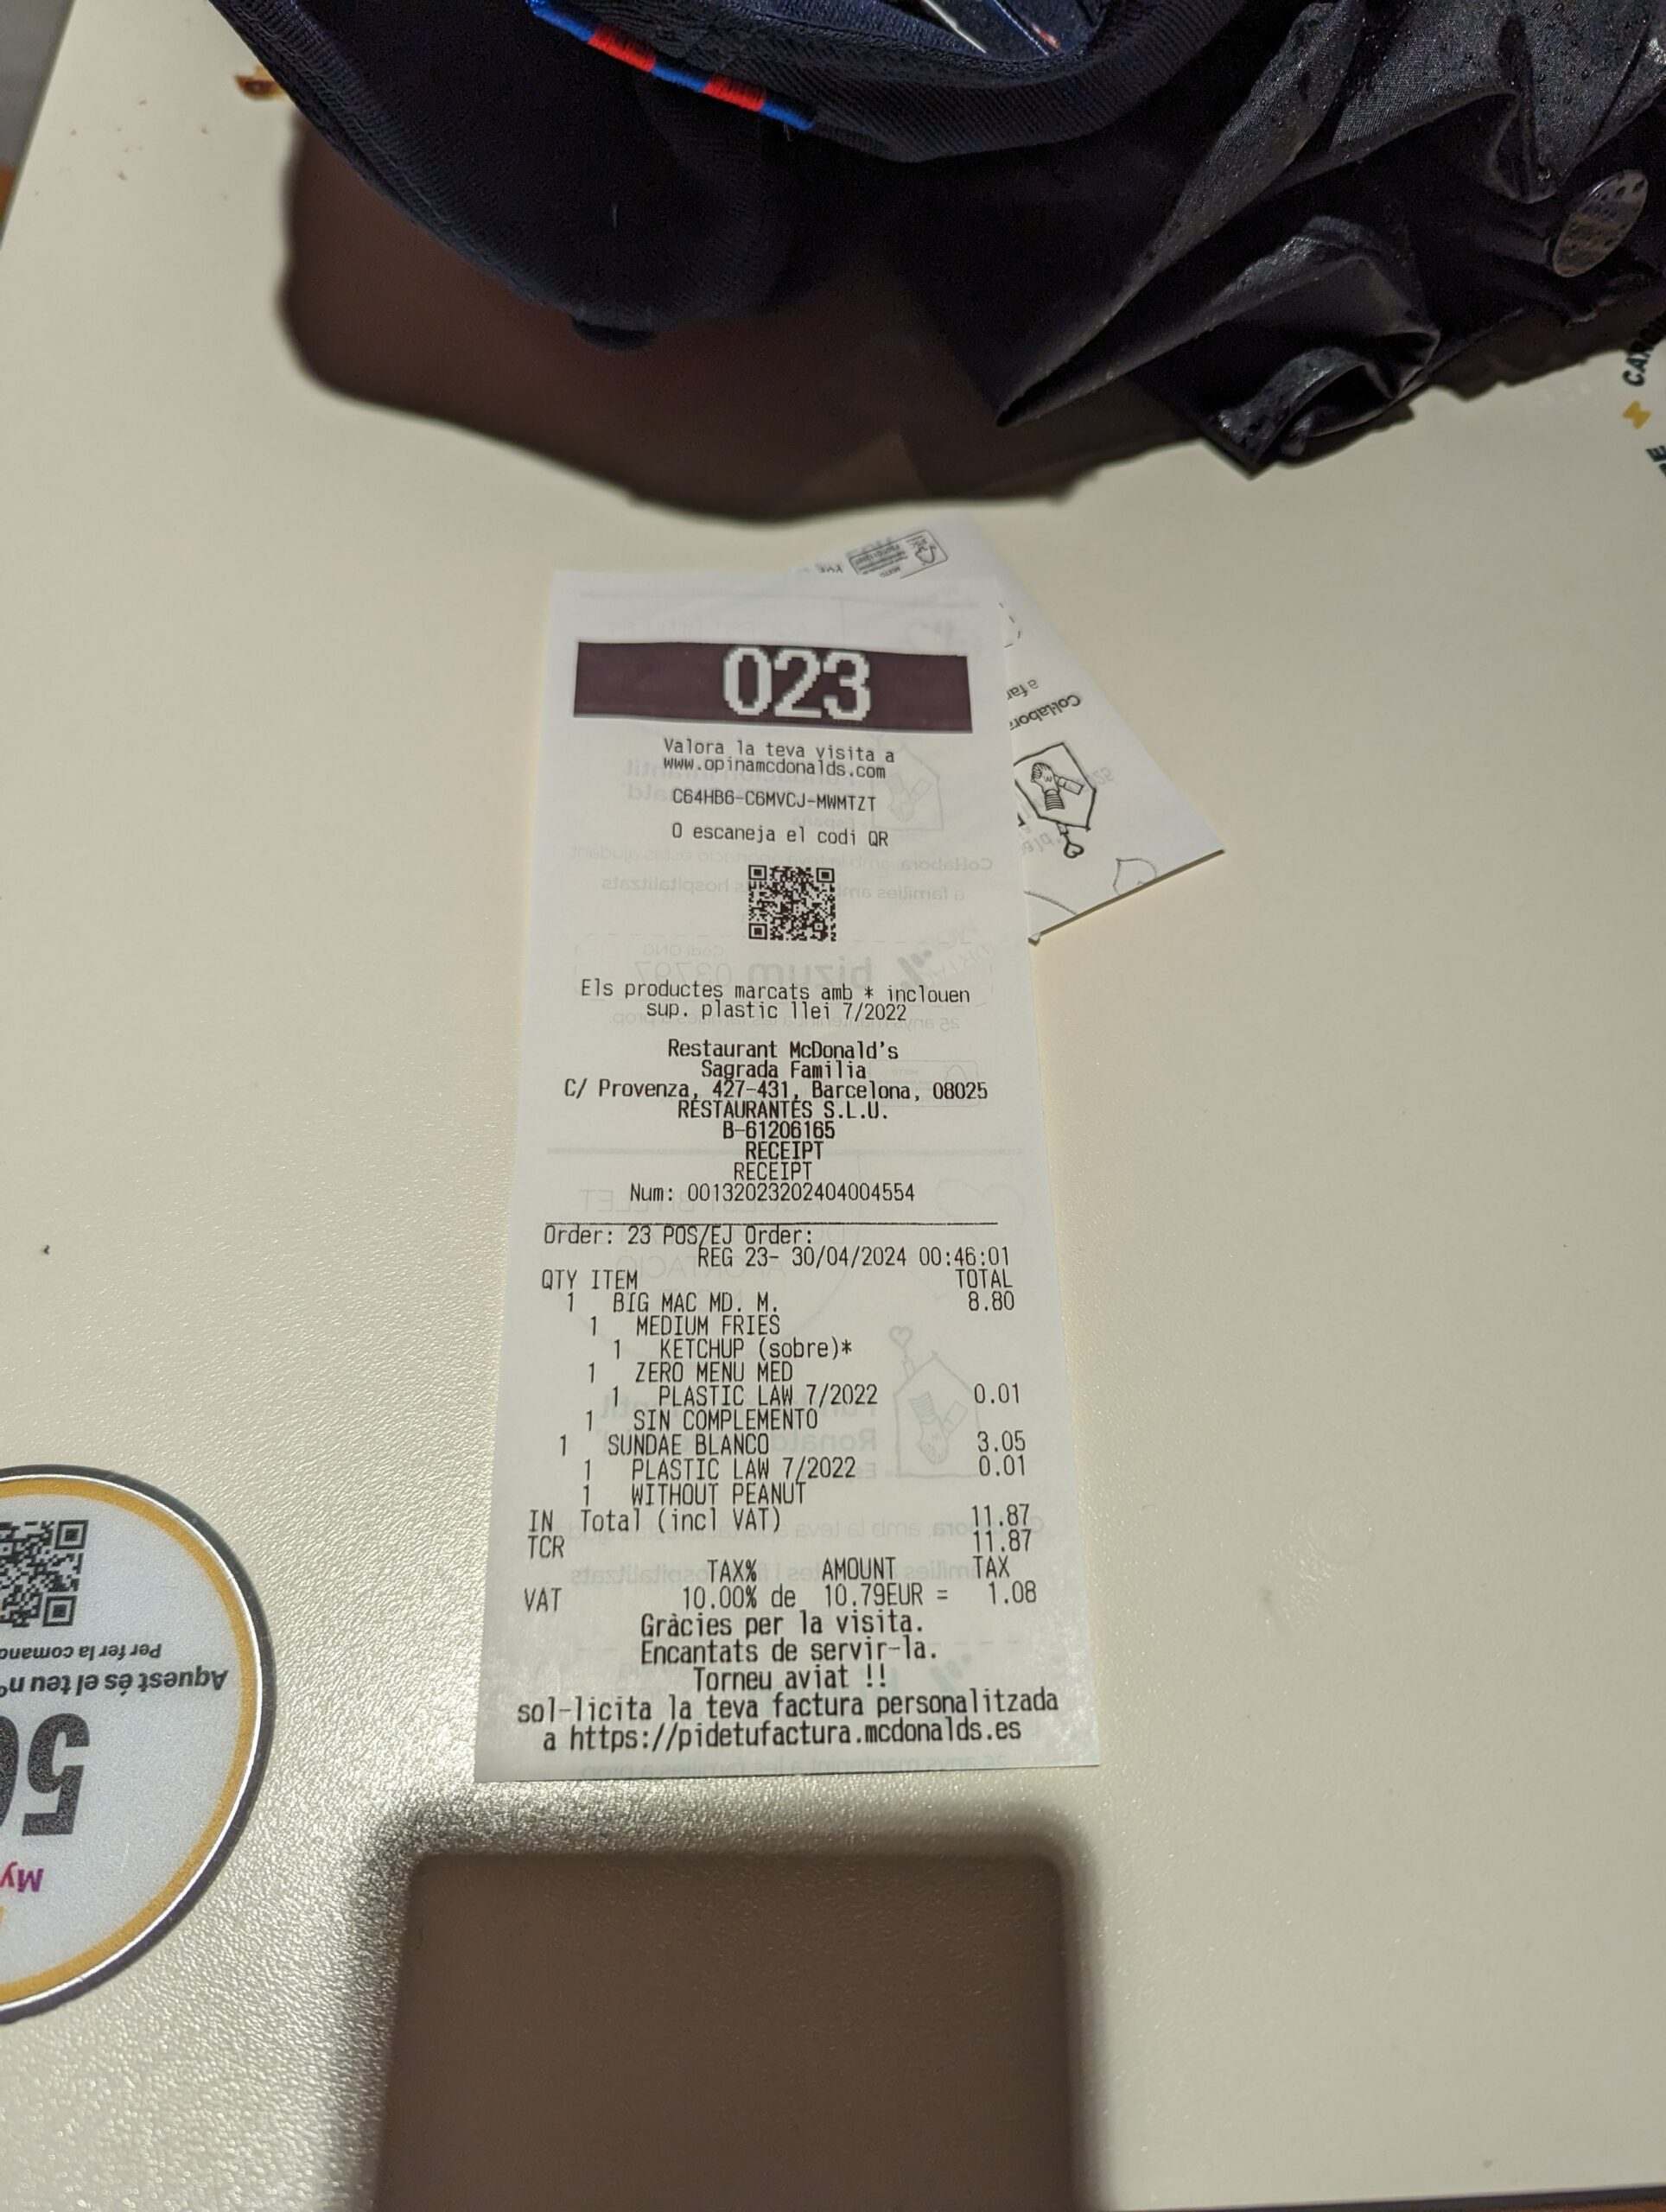 023
Valora la teva visita a
www.opinamcdonalds.com
C64HB6-C6MVCJ-MWMTZT
O escaneja el codi QR
Els productes marcats amb * inclouen
sup. plastic llei 7/2022
Restaurant McDonald's
Sagrada Familia
C/ Provenza, 427-431, Barcelona, 08025
RESTAURANTES S.L.U.
B-61206165
RECEIPT
RECEIPT
Num: 00132023202404004554
Order: 23 POS/EJ Order:
REG 23- 30/04/2024 00:46:01
QTY ITEM TOTAL
1 BIG MAC MD. M. 8.80
1 MEDIUM FRIES
1 KETCHUP (sobre)*
1 ZERO MENU MED
1 PLASTIC LAW 7/2022 0.01
1 SIN COMPLEMENTO
1 SUNDAE BLANCO 3.05
1 PLASTIC LAW 7/2022 0.01
1 WITHOUT PEANUT
IN Total (incl VAT) 11.87
TCR 11.87
TAX% AMOUNT TAX
VAT 10.00% de 10.79EUR = 1.08
Gràcies per la visita.
Encantats de servir-la.
Torneu aviat !!
sol-licita la teva factura personalitzada
a https://pidetufactura.mcdonalds.es
Collabora
a
My
Aquest és el teu nº
Per fer la